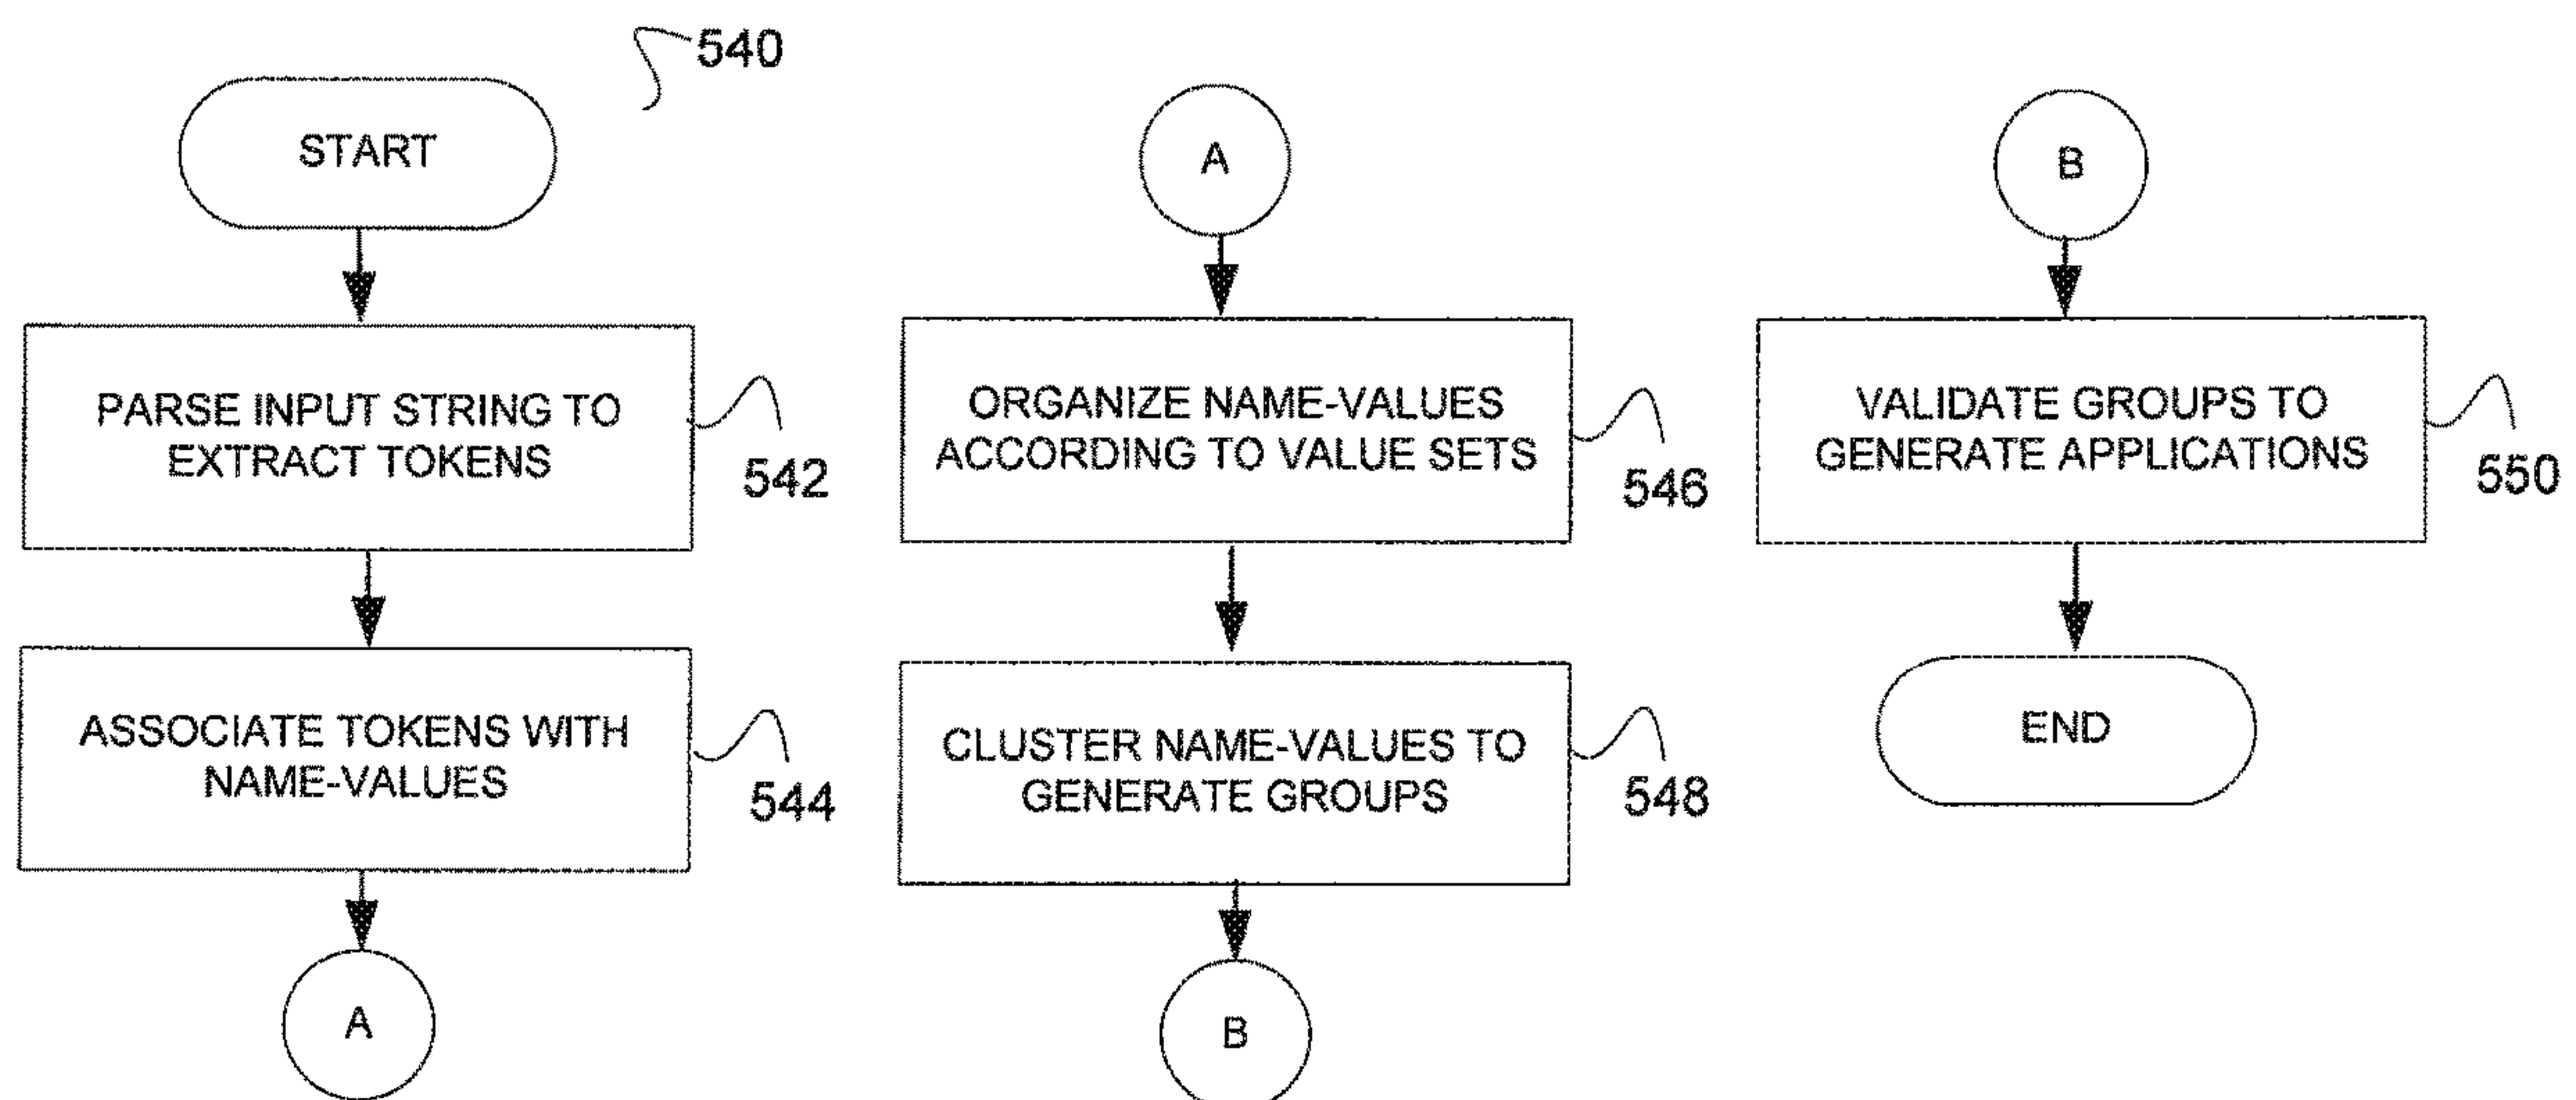 540
START
PARSE INPUT STRING TO
EXTRACT TOKENS
542
ASSOCIATE TOKENS WITH
NAME-VALUES
544
A
A
ORGANIZE NAME-VALUES
ACCORDING TO VALUE SETS
546
CLUSTER NAME-VALUES TO
GENERATE GROUPS
548
B
B
VALIDATE GROUPS TO
GENERATE APPLICATIONS
550
END